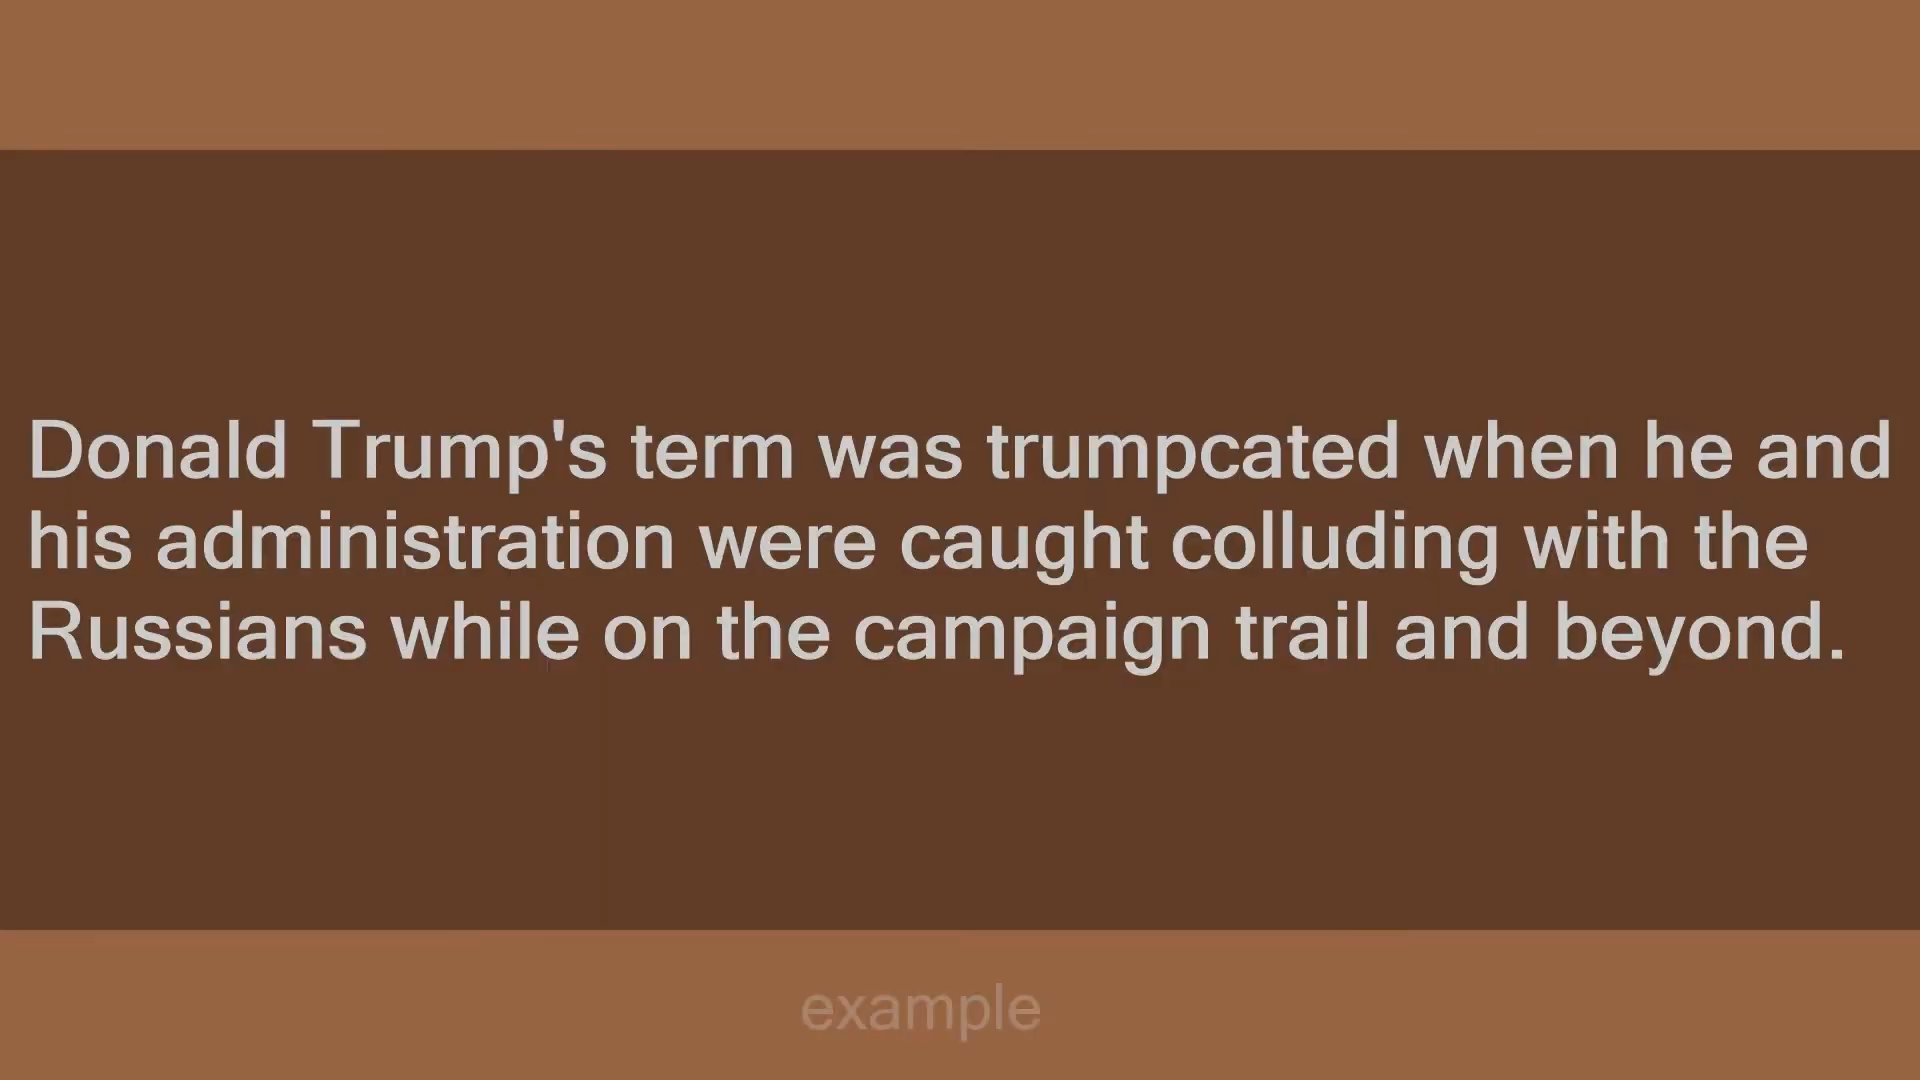 Donald Trump's term was trumpcated when he and
his administration were caught colluding with the
Russians while on the campaign trail and beyond.
example